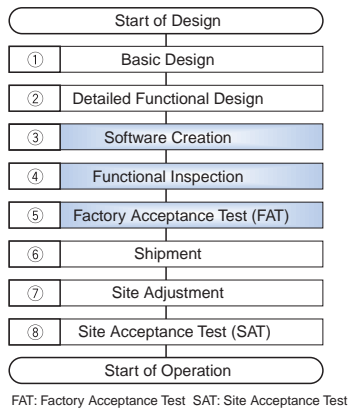 Start of Design
① Basic Design
② Detailed Functional Design
③ Software Creation
④ Functional Inspection
⑤ Factory Acceptance Test (FAT)
⑥ Shipment
⑦ Site Adjustment
⑧ Site Acceptance Test (SAT)
Start of Operation
FAT: Factory Acceptance Test SAT: Site Acceptance Test